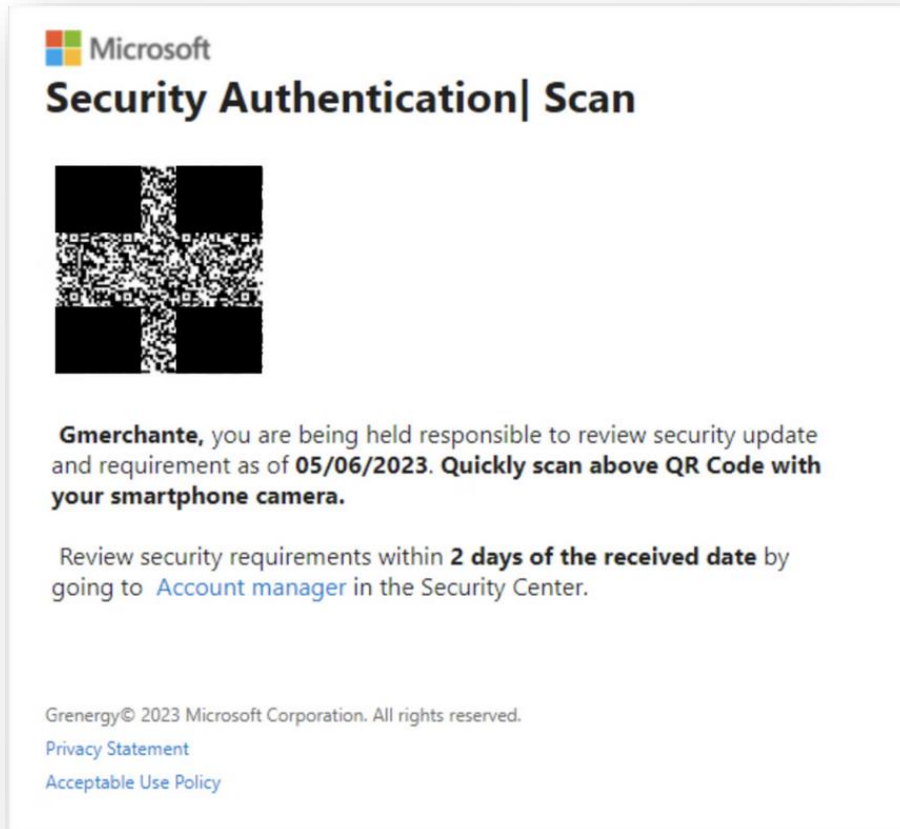 Microsoft
Security Authentication| Scan
Gmerchante, you are being held responsible to review security update
and requirement as of 05/06/2023. Quickly scan above QR Code with
your smartphone camera.
Review security requirements within 2 days of the received date by
going to Account manager in the Security Center.
Grenergy© 2023 Microsoft Corporation. All rights reserved.
Privacy Statement
Acceptable Use Policy